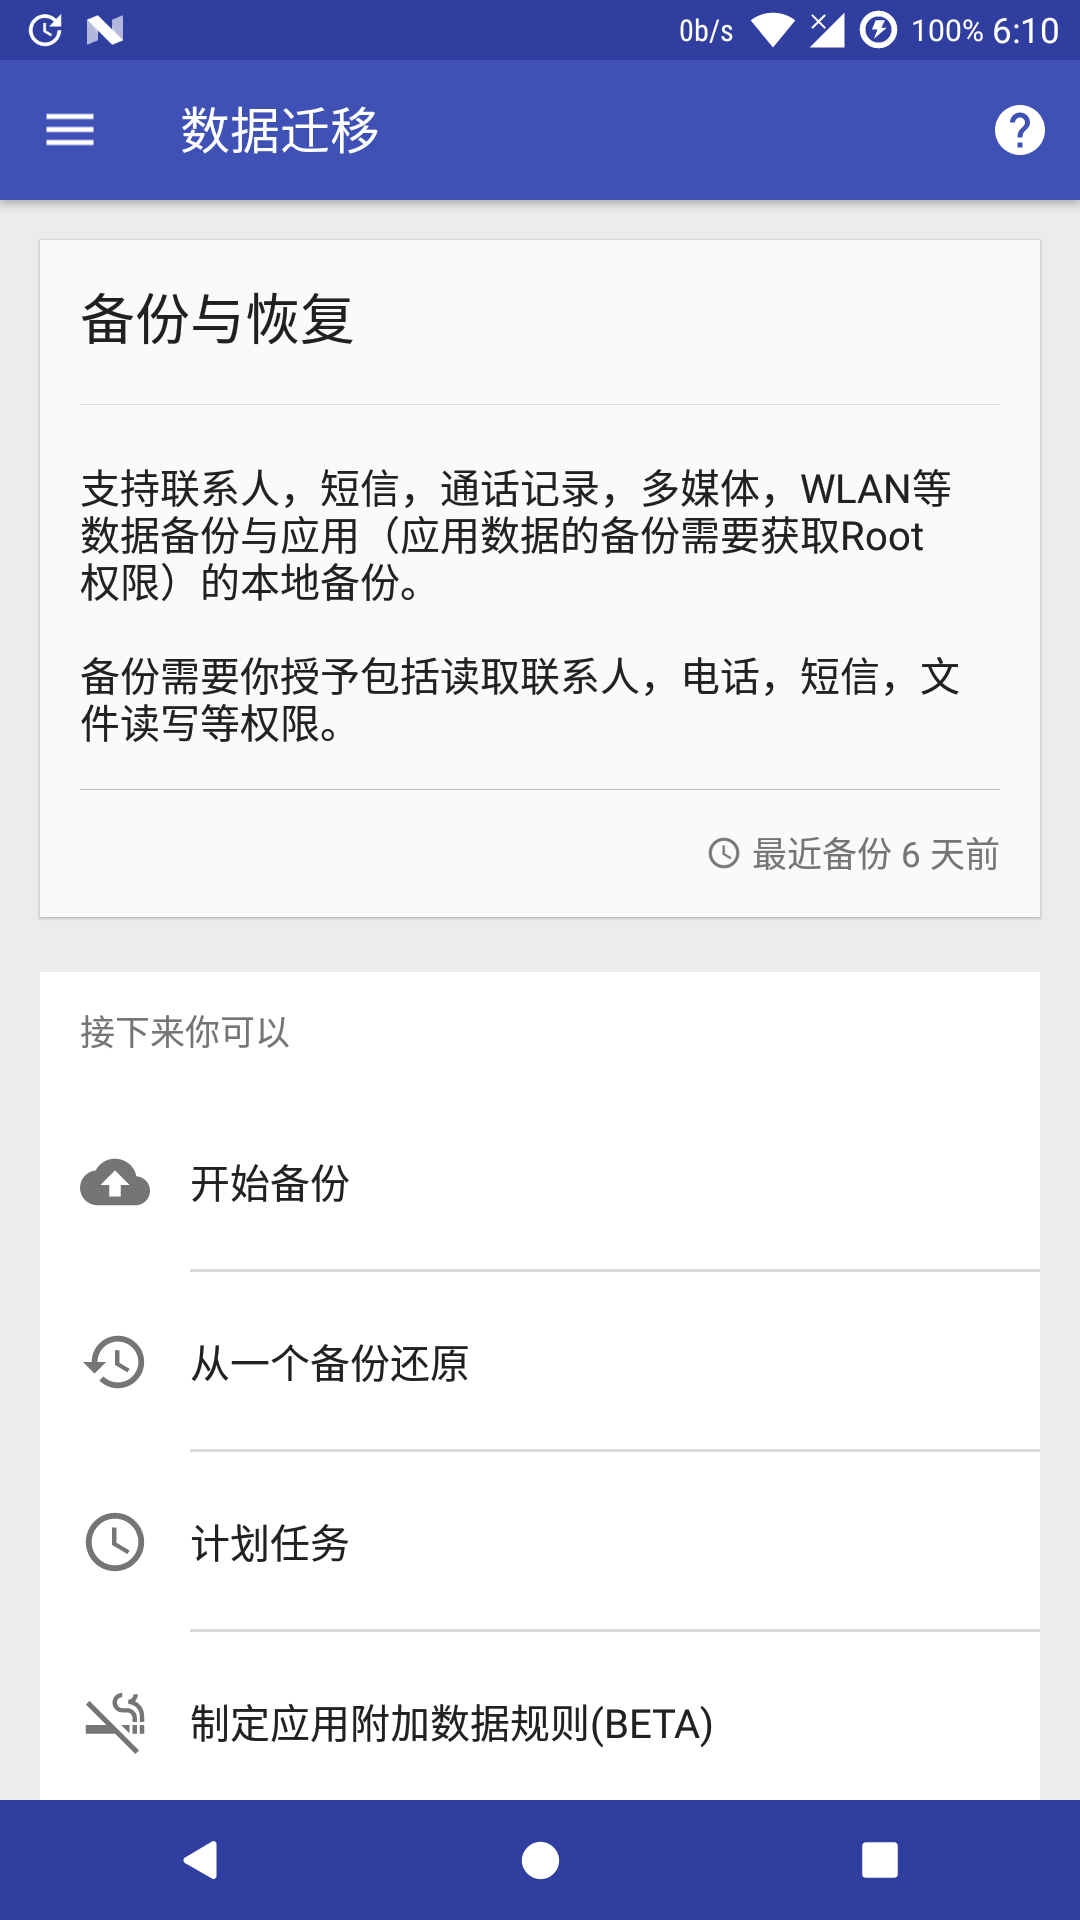 0b/s 100% 6:10
数据迁移
备份与恢复
支持联系人，短信，通话记录，多媒体，WLAN等
数据备份与应用（应用数据的备份需要获取Root
权限）的本地备份。
备份需要你授予包括读取联系人，电话，短信，文
件读写等权限。
最近备份 6 天前
接下来你可以
开始备份
从一个备份还原
计划任务
制定应用附加数据规则(BETA)